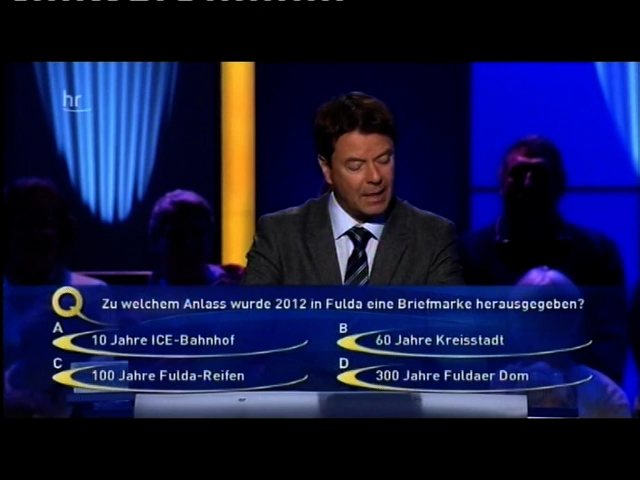 hr
Q Zu welchem Anlass wurde 2012 in Fulda eine Briefmarke herausgegeben?
A 10 Jahre ICE-Bahnhof
B 60 Jahre Kreisstadt
C 100 Jahre Fulda-Reifen
D 300 Jahre Fuldaer Dom